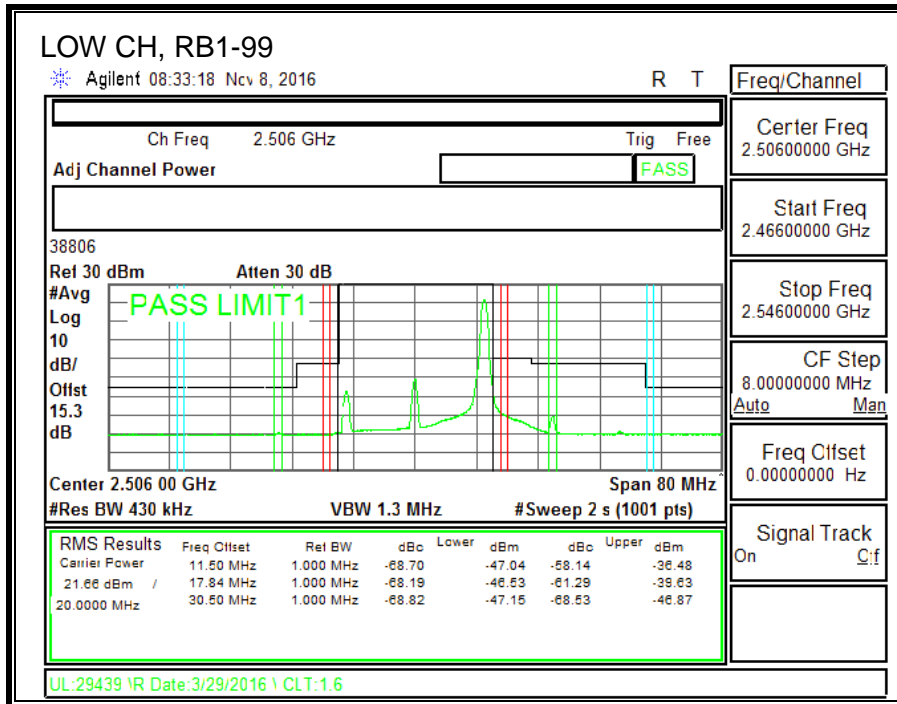 LOW CH, RB1-99
Agilent 08:33:18 Nov 8, 2016 R T
Ch Freq 2.506 GHz Trig Free
Adj Channel Power PASS
38806
Ref 30 dBm Atten 30 dB
#Avg
Log
10
dB/
Offst
15.3
dB
PASS LIMIT1
Center 2.506 00 GHz Span 80 MHz
#Res BW 430 kHz VBW 1.3 MHz #Sweep 2 s (1001 pts)
RMS Results Freq Offset Ref BW dBc Lower dBm dBc Upper dBm
Carrier Power 11.50 MHz 1.000 MHz -68.70 -47.04 -58.14 -36.48
21.66 dBm / 17.84 MHz 1.000 MHz -68.19 -46.53 -61.29 -39.63
20.0000 MHz 30.50 MHz 1.000 MHz -68.82 -47.15 -68.53 -46.87
UL:29439 \R Date:3/29/2016 \ CLT:1.6
Freq/Channel
Center Freq
2.50600000 GHz
Start Freq
2.46600000 GHz
Stop Freq
2.54600000 GHz
CF Step
8.00000000 MHz
Auto Man
Freq Offset
0.00000000 Hz
Signal Track
On Off